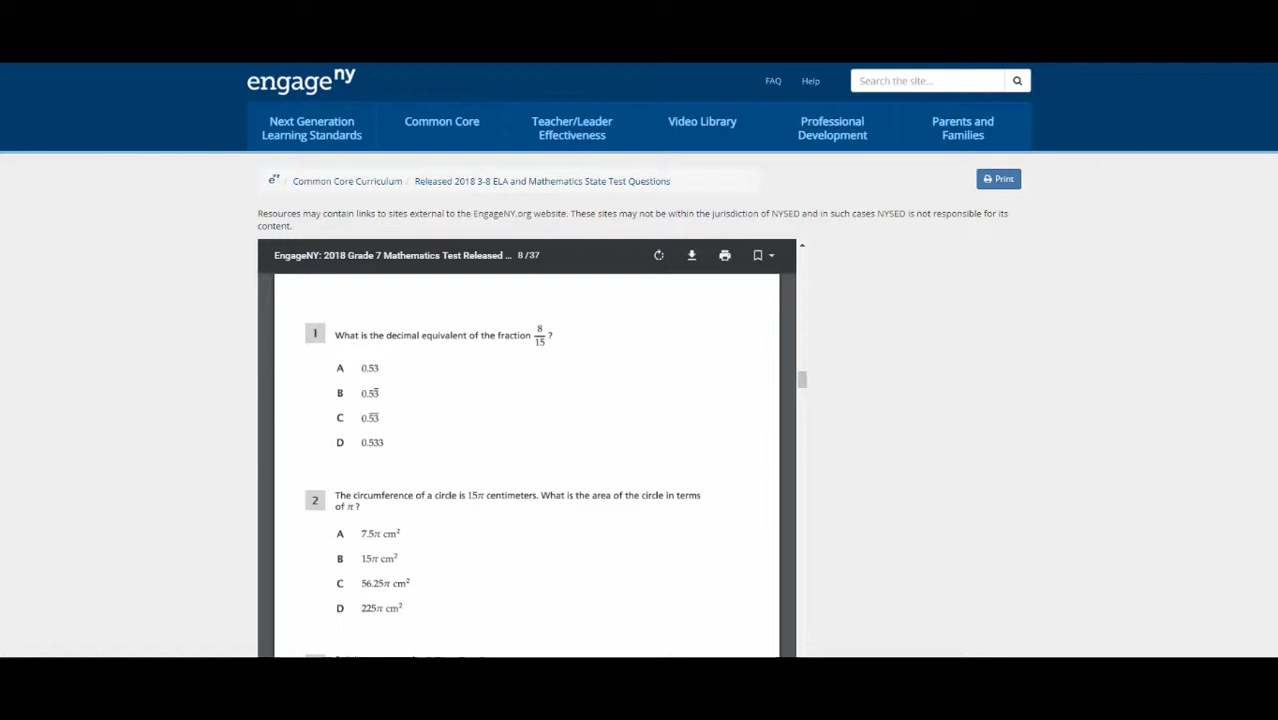 engage ny
FAQ Help Search the site...
Next Generation Learning Standards
Common Core
Teacher/Leader Effectiveness
Video Library
Professional Development
Parents and Families
e ny / Common Core Curriculum / Released 2018 3-8 ELA and Mathematics State Test Questions
Print
Resources may contain links to sites external to the EngageNY.org website. These sites may not be within the jurisdiction of NYSED and in such cases NYSED is not responsible for its
content.
EngageNY: 2018 Grade 7 Mathematics Test Released ... 8 /37
1 What is the decimal equivalent of the fraction 8/15 ?
A 0.53
B 0.53̅
C 0.5̅3̅
D 0.533
2 The circumference of a circle is 15π centimeters. What is the area of the circle in terms
of π?
A 7.5π cm²
B 15π cm²
C 56.25π cm²
D 225π cm²